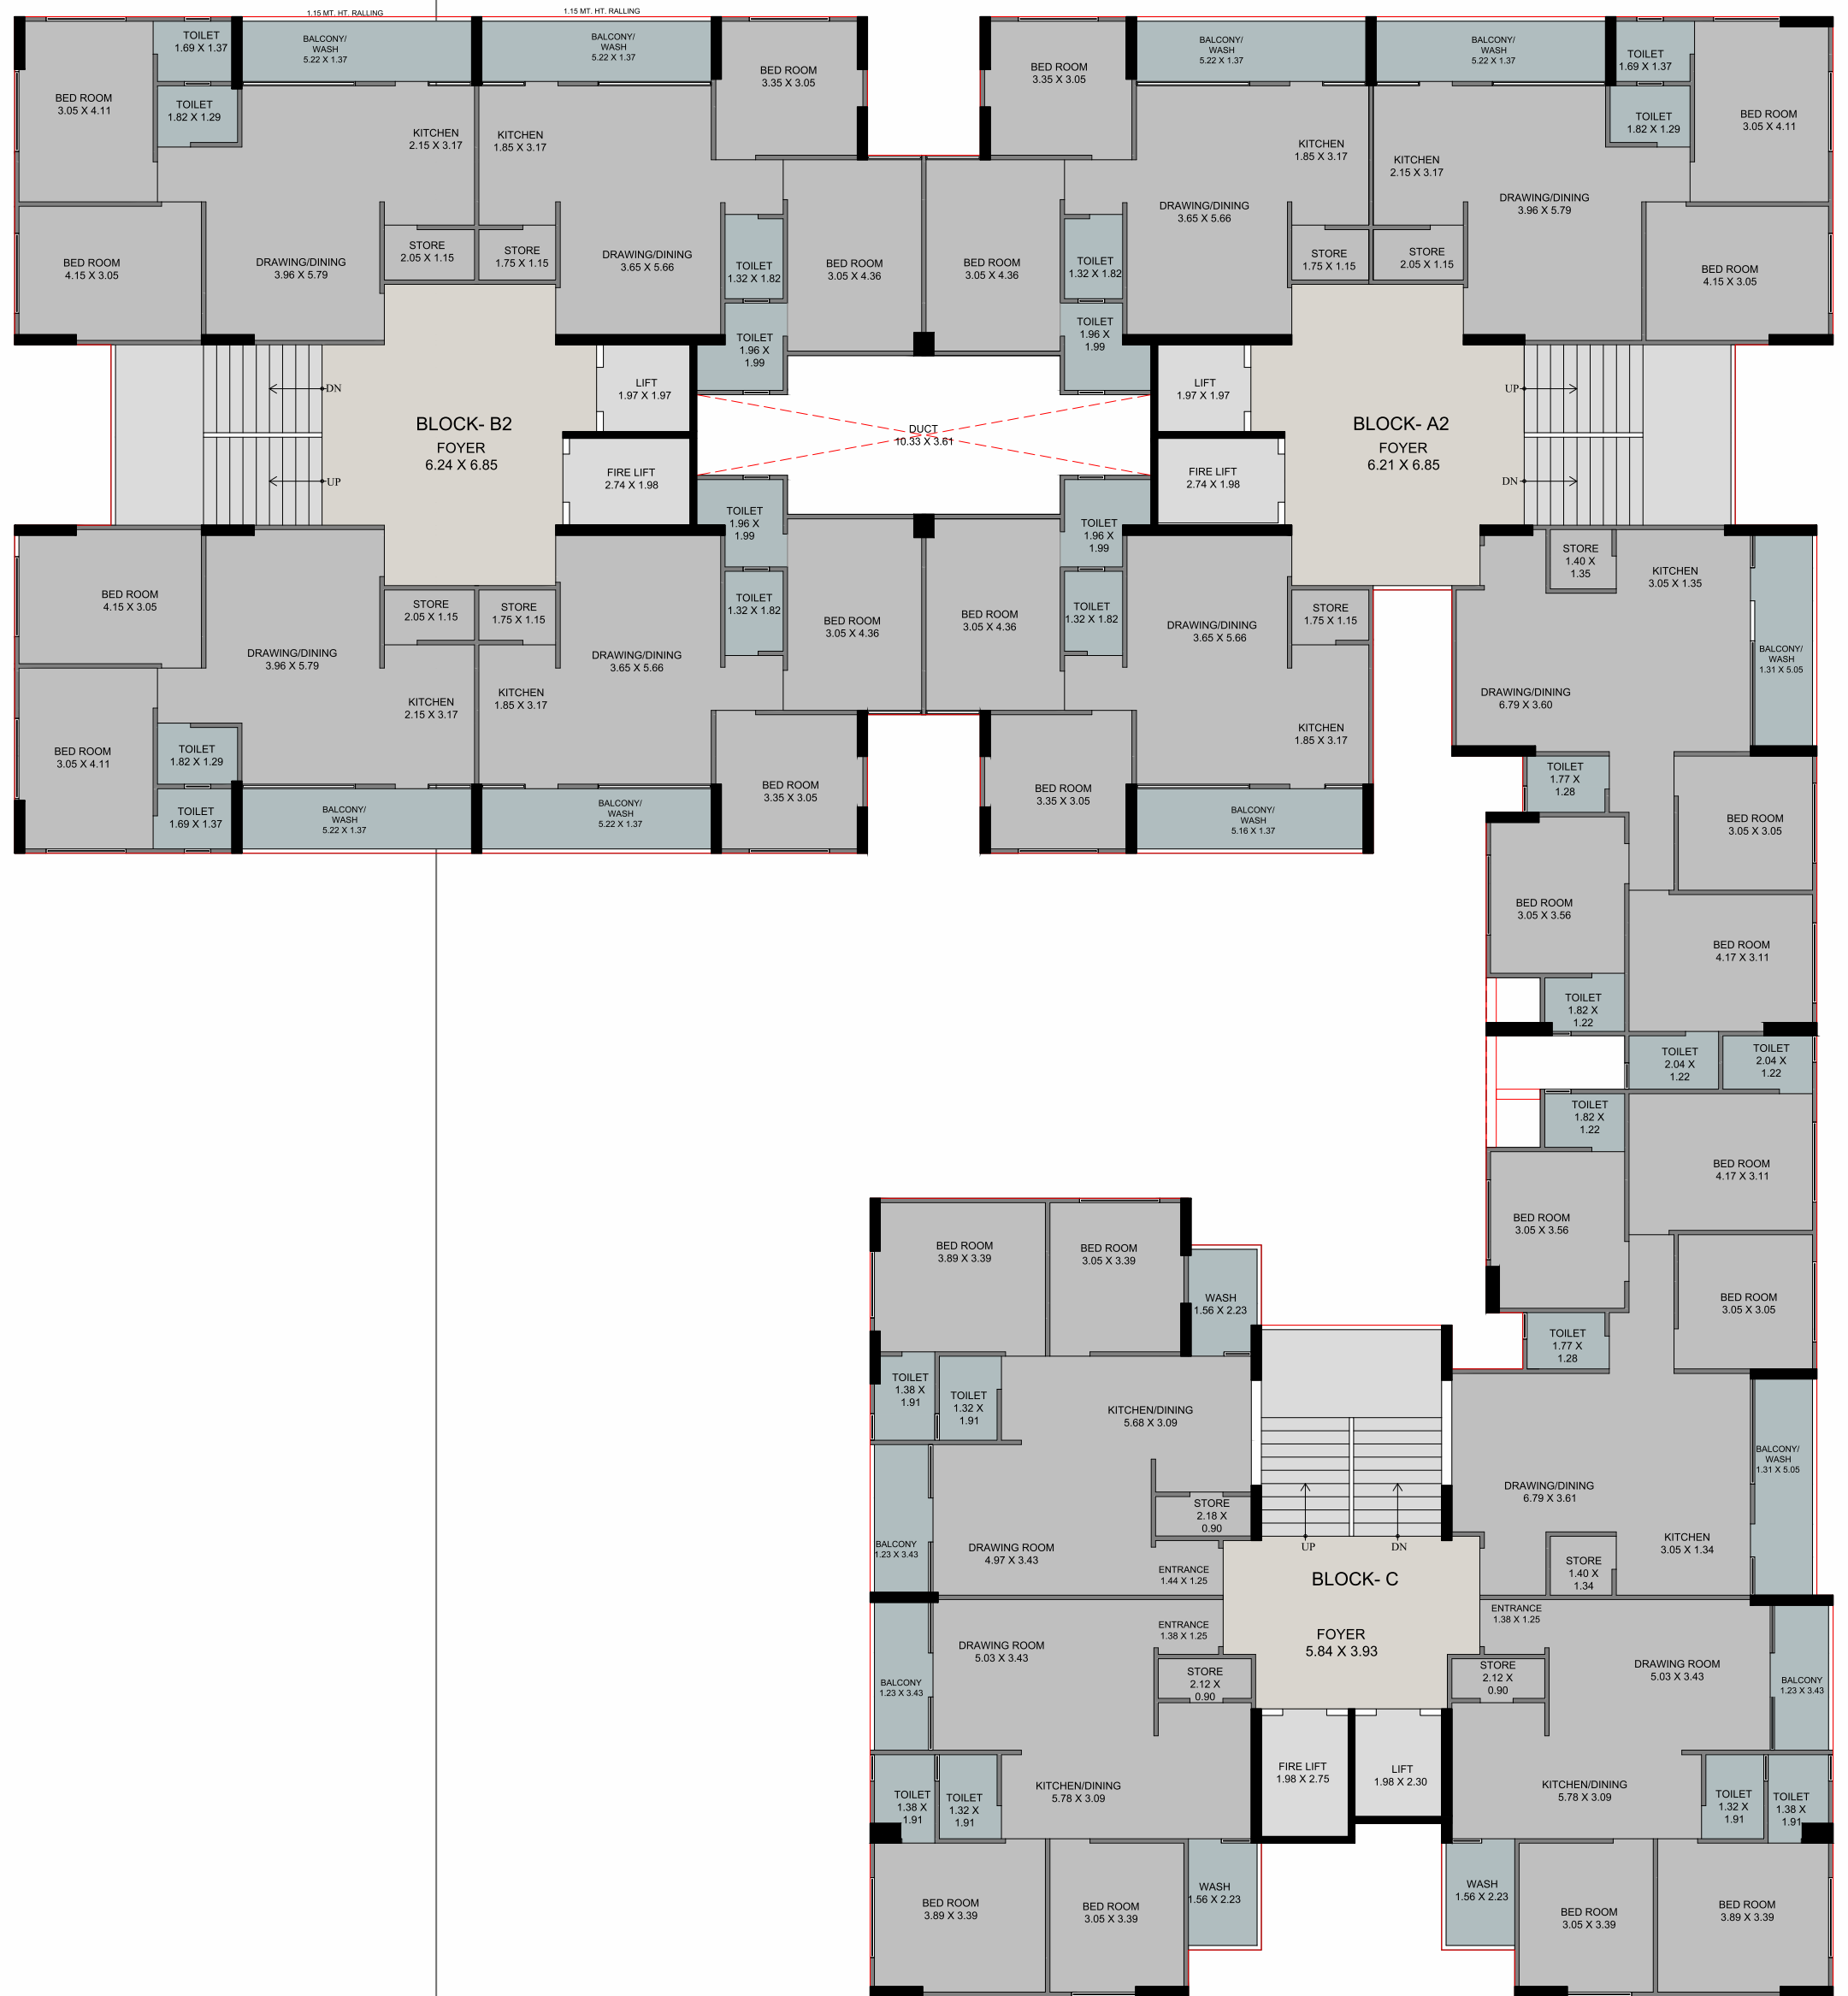 1.15 MT. HT. RALLING
1.15 MT. HT. RALLING
TOILET
1.69 X 1.37
BALCONY/
WASH
5.22 X 1.37
BALCONY/
WASH
5.22 X 1.37
BED ROOM
3.35 X 3.05
BED ROOM
3.35 X 3.05
BALCONY/
WASH
5.22 X 1.37
BALCONY/
WASH
5.22 X 1.37
TOILET
1.69 X 1.37
BED ROOM
3.05 X 4.11
TOILET
1.82 X 1.29
KITCHEN
2.15 X 3.17
KITCHEN
1.85 X 3.17
KITCHEN
1.85 X 3.17
KITCHEN
2.15 X 3.17
TOILET
1.82 X 1.29
BED ROOM
3.05 X 4.11
DRAWING/DINING
3.65 X 5.66
DRAWING/DINING
3.96 X 5.79
BED ROOM
4.15 X 3.05
DRAWING/DINING
3.96 X 5.79
STORE
2.05 X 1.15
STORE
1.75 X 1.15
DRAWING/DINING
3.65 X 5.66
TOILET
1.32 X 1.82
BED ROOM
3.05 X 4.36
BED ROOM
3.05 X 4.36
TOILET
1.32 X 1.82
STORE
1.75 X 1.15
STORE
2.05 X 1.15
BED ROOM
4.15 X 3.05
TOILET
1.96 X
1.99
TOILET
1.96 X
1.99
DN
UP
BLOCK- B2
FOYER
6.24 X 6.85
LIFT
1.97 X 1.97
FIRE LIFT
2.74 X 1.98
DUCT
10.33 X 3.61
LIFT
1.97 X 1.97
FIRE LIFT
2.74 X 1.98
BLOCK- A2
FOYER
6.21 X 6.85
UP
DN
TOILET
1.96 X
1.99
TOILET
1.96 X
1.99
BED ROOM
4.15 X 3.05
STORE
2.05 X 1.15
STORE
1.75 X 1.15
TOILET
1.32 X 1.82
BED ROOM
3.05 X 4.36
BED ROOM
3.05 X 4.36
TOILET
1.32 X 1.82
DRAWING/DINING
3.65 X 5.66
STORE
1.75 X 1.15
STORE
1.40 X
1.35
KITCHEN
3.05 X 1.35
DRAWING/DINING
3.96 X 5.79
DRAWING/DINING
3.65 X 5.66
BALCONY/
WASH
1.31 X 5.05
DRAWING/DINING
6.79 X 3.60
KITCHEN
2.15 X 3.17
KITCHEN
1.85 X 3.17
KITCHEN
1.85 X 3.17
BED ROOM
3.05 X 4.11
TOILET
1.82 X 1.29
TOILET
1.69 X 1.37
BALCONY/
WASH
5.22 X 1.37
BALCONY/
WASH
5.22 X 1.37
BED ROOM
3.35 X 3.05
BED ROOM
3.35 X 3.05
BALCONY/
WASH
5.16 X 1.37
TOILET
1.77 X
1.28
BED ROOM
3.05 X 3.05
BED ROOM
3.05 X 3.56
BED ROOM
4.17 X 3.11
TOILET
1.82 X
1.22
TOILET
2.04 X
1.22
TOILET
2.04 X
1.22
TOILET
1.82 X
1.22
BED ROOM
4.17 X 3.11
BED ROOM
3.05 X 3.56
BED ROOM
3.05 X 3.05
TOILET
1.77 X
1.28
BED ROOM
3.89 X 3.39
BED ROOM
3.05 X 3.39
WASH
1.56 X 2.23
TOILET
1.38 X
1.91
TOILET
1.32 X
1.91
KITCHEN/DINING
5.68 X 3.09
BALCONY/
WASH
1.31 X 5.05
DRAWING/DINING
6.79 X 3.61
STORE
2.18 X
0.90
KITCHEN
3.05 X 1.34
BALCONY
1.23 X 3.43
DRAWING ROOM
4.97 X 3.43
UP
DN
ENTRANCE
1.44 X 1.25
BLOCK- C
STORE
1.40 X
1.34
ENTRANCE
1.38 X 1.25
ENTRANCE
1.38 X 1.25
FOYER
5.84 X 3.93
DRAWING ROOM
5.03 X 3.43
DRAWING ROOM
5.03 X 3.43
BALCONY
1.23 X 3.43
STORE
2.12 X
0.90
STORE
2.12 X
0.90
BALCONY
1.23 X 3.43
FIRE LIFT
1.98 X 2.75
LIFT
1.98 X 2.30
TOILET
1.38 X
1.91
TOILET
1.32 X
1.91
KITCHEN/DINING
5.78 X 3.09
KITCHEN/DINING
5.78 X 3.09
TOILET
1.32 X
1.91
TOILET
1.38 X
1.91
BED ROOM
3.89 X 3.39
BED ROOM
3.05 X 3.39
WASH
1.56 X 2.23
WASH
1.56 X 2.23
BED ROOM
3.05 X 3.39
BED ROOM
3.89 X 3.39